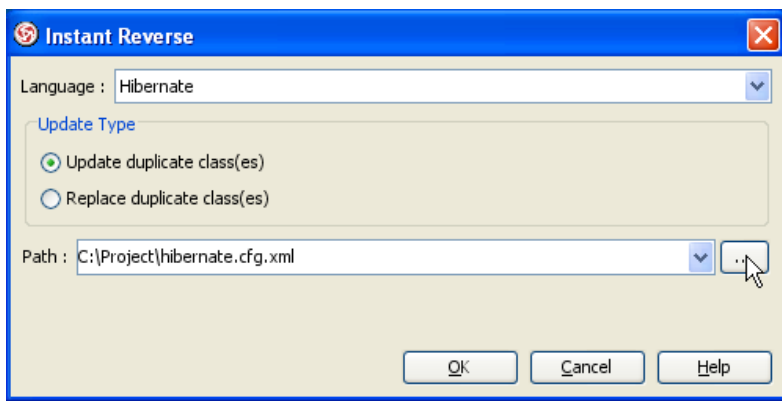 Instant Reverse
Language : Hibernate
Update Type
Update duplicate class(es)
Replace duplicate class(es)
Path : C:\Project\hibernate.cfg.xml ...
OK Cancel Help